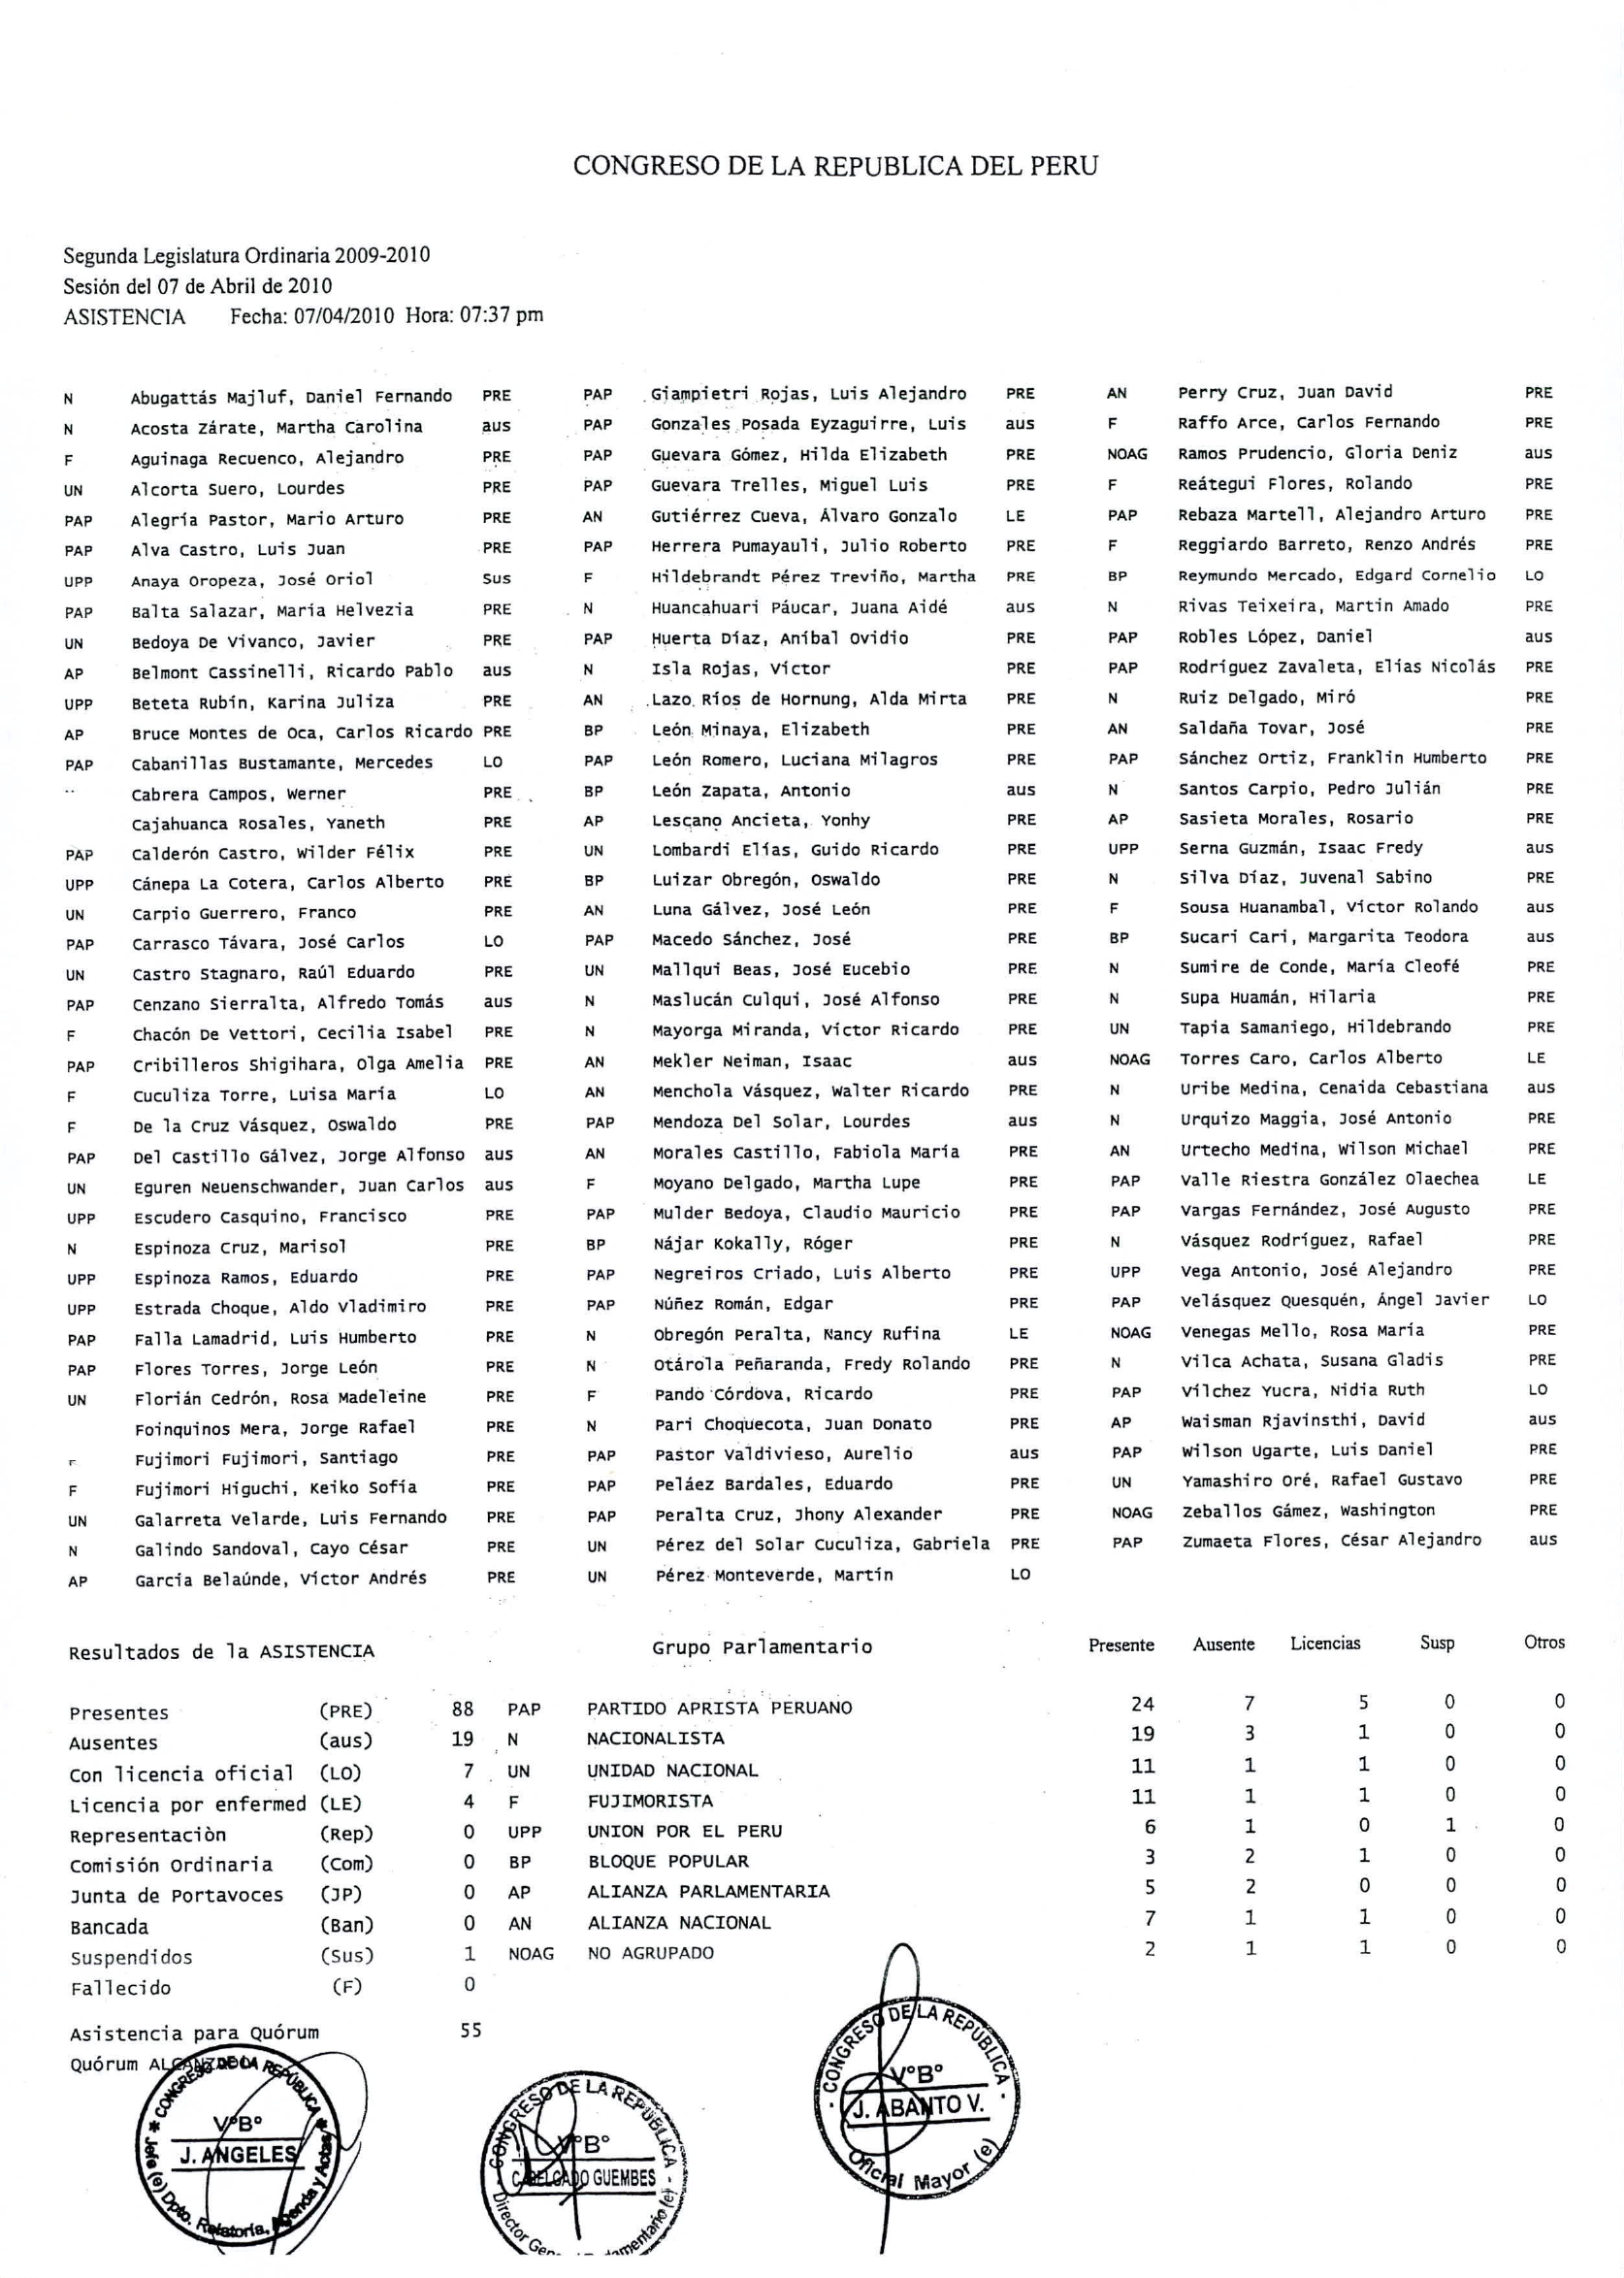 CONGRESO DE LA REPUBLICA DEL PERU
Segunda Legislatura Ordinaria 2009-2010
Sesión del 07 de Abril de 2010
ASISTENCIA Fecha: 07/04/2010 Hora: 07:37 pm
N Abugattás Majluf, Daniel Fernando PRE PAP Giampietri Rojas, Luis Alejandro PRE AN Perry Cruz, Juan David PRE
N Acosta Zárate, Martha Carolina aus PAP Gonzales Posada Eyzaguirre, Luis aus F Raffo Arce, Carlos Fernando PRE
F Aguinaga Recuenco, Alejandro PRE PAP Guevara Gómez, Hilda Elizabeth PRE NOAG Ramos Prudencio, Gloria Deniz aus
UN Alcorta Suero, Lourdes PRE PAP Guevara Trelles, Miguel Luis PRE F Reátegui Flores, Rolando PRE
PAP Alegría Pastor, Mario Arturo PRE AN Gutiérrez Cueva, Álvaro Gonzalo LE PAP Rebaza Martell, Alejandro Arturo PRE
PAP Alva Castro, Luis Juan PRE PAP Herrera Pumayauli, Julio Roberto PRE F Reggiardo Barreto, Renzo Andrés PRE
UPP Anaya Oropeza, José Oriol Sus F Hildebrandt Pérez Treviño, Martha PRE BP Reymundo Mercado, Edgard Cornelio LO
PAP Balta Salazar, María Helvezia PRE N Huancahuari Páucar, Juana Aidé aus N Rivas Teixeira, Martin Amado PRE
UN Bedoya De Vivanco, Javier PRE PAP Huerta Díaz, Aníbal Ovidio PRE PAP Robles López, Daniel aus
AP Belmont Cassinelli, Ricardo Pablo aus N Isla Rojas, Víctor PRE PAP Rodríguez Zavaleta, Elías Nicolás PRE
UPP Beteta Rubín, Karina Juliza PRE AN Lazo Ríos de Hornung, Alda Mirta PRE N Ruiz Delgado, Miró PRE
AP Bruce Montes de Oca, Carlos Ricardo PRE BP León Minaya, Elizabeth PRE AN Saldaña Tovar, José PRE
PAP Cabanillas Bustamante, Mercedes LO PAP León Romero, Luciana Milagros PRE PAP Sánchez Ortiz, Franklin Humberto PRE
Cabrera Campos, Werner PRE BP León Zapata, Antonio aus N Santos Carpio, Pedro Julián PRE
Cajahuanca Rosales, Yaneth PRE AP Lescano Ancieta, Yonhy PRE AP Sasieta Morales, Rosario PRE
PAP Calderón Castro, Wilder Félix PRE UN Lombardi Elías, Guido Ricardo PRE UPP Serna Guzmán, Isaac Fredy aus
UPP Cánepa La Cotera, Carlos Alberto PRE BP Luizar Obregón, Oswaldo PRE N Silva Díaz, Juvenal Sabino PRE
UN Carpio Guerrero, Franco PRE AN Luna Gálvez, José León PRE F Sousa Huanambal, Víctor Rolando aus
PAP Carrasco Távara, José Carlos LO PAP Macedo Sánchez, José PRE BP Sucari Cari, Margarita Teodora aus
UN Castro Stagnaro, Raúl Eduardo PRE UN Mallqui Beas, José Eucebio PRE N Sumire de Conde, María Cleofé PRE
PAP Cenzano Sierralta, Alfredo Tomás aus N Maslucán Culqui, José Alfonso PRE N Supa Huamán, Hilaria PRE
F Chacón De Vettori, Cecilia Isabel PRE N Mayorga Miranda, Víctor Ricardo PRE UN Tapia Samaniego, Hildebrando PRE
PAP Cribilleros Shigihara, Olga Amelia PRE AN Mekler Neiman, Isaac aus NOAG Torres Caro, Carlos Alberto LE
F Cuculiza Torre, Luisa María LO AN Menchola Vásquez, Walter Ricardo PRE N Uribe Medina, Cenaida Cebastiana aus
F De la Cruz Vásquez, Oswaldo PRE PAP Mendoza Del Solar, Lourdes aus N Urquizo Maggia, José Antonio PRE
PAP Del Castillo Gálvez, Jorge Alfonso aus AN Morales Castillo, Fabiola María PRE AN Urtecho Medina, Wilson Michael PRE
UN Eguren Neuenschwander, Juan Carlos aus F Moyano Delgado, Martha Lupe PRE PAP Valle Riestra González Olaechea LE
UPP Escudero Casquino, Francisco PRE PAP Mulder Bedoya, Claudio Mauricio PRE PAP Vargas Fernández, José Augusto PRE
N Espinoza Cruz, Marisol PRE BP Nájar Kokally, Róger PRE N Vásquez Rodríguez, Rafael PRE
UPP Espinoza Ramos, Eduardo PRE PAP Negreiros Criado, Luis Alberto PRE UPP Vega Antonio, José Alejandro PRE
UPP Estrada Choque, Aldo Vladimiro PRE PAP Núñez Román, Edgar PRE PAP Velásquez Quesquén, Ángel Javier LO
PAP Falla Lamadrid, Luis Humberto PRE N Obregón Peralta, Nancy Rufina LE NOAG Venegas Mello, Rosa María PRE
PAP Flores Torres, Jorge León PRE N Otárola Peñaranda, Fredy Rolando PRE N Vilca Achata, Susana Gladis PRE
UN Florián Cedrón, Rosa Madeleine PRE F Pando Córdova, Ricardo PRE PAP Vílchez Yucra, Nidia Ruth LO
Foinquinos Mera, Jorge Rafael PRE N Pari Choquecota, Juan Donato PRE AP Waisman Rjavinsthi, David aus
F Fujimori Fujimori, Santiago PRE PAP Pastor Valdivieso, Aurelio aus PAP Wilson Ugarte, Luis Daniel PRE
F Fujimori Higuchi, Keiko Sofía PRE PAP Peláez Bardales, Eduardo PRE UN Yamashiro Oré, Rafael Gustavo PRE
UN Galarreta Velarde, Luis Fernando PRE PAP Peralta Cruz, Jhony Alexander PRE NOAG Zeballos Gámez, Washington PRE
N Galindo Sandoval, Cayo César PRE UN Pérez del Solar Cuculiza, Gabriela PRE PAP Zumaeta Flores, César Alejandro aus
AP García Belaúnde, Víctor Andrés PRE UN Pérez Monteverde, Martín LO
Resultados de la ASISTENCIA Grupo Parlamentario Presente Ausente Licencias Susp Otros
Presentes (PRE) 88 PAP PARTIDO APRISTA PERUANO 24 7 5 0 0
Ausentes (aus) 19 N NACIONALISTA 19 3 1 0 0
Con licencia oficial (LO) 7 UN UNIDAD NACIONAL 11 1 1 0 0
Licencia por enfermed (LE) 4 F FUJIMORISTA 11 1 1 0 0
Representaciòn (Rep) 0 UPP UNION POR EL PERU 6 1 0 1 0
Comisión Ordinaria (Com) 0 BP BLOQUE POPULAR 3 2 1 0 0
Junta de Portavoces (JP) 0 AP ALIANZA PARLAMENTARIA 5 2 0 0 0
Bancada (Ban) 0 AN ALIANZA NACIONAL 7 1 1 0 0
Suspendidos (Sus) 1 NOAG NO AGRUPADO 2 1 1 0 0
Fallecido (F) 0
Asistencia para Quórum 55
Quórum ALCANZADO
CONGRESO DE LA REPÚBLICA
V°B°
J. ANGELES
Jefe (e) Dpto. Relatoría, Agenda y Actas
CONGRESO DE LA REPÚBLICA
V°B°
C. DELGADO GUEMBES
Director General Parlamentario (e)
CONGRESO DE LA REPÚBLICA
V°B°
J. ABANTO V.
Oficial Mayor (e)